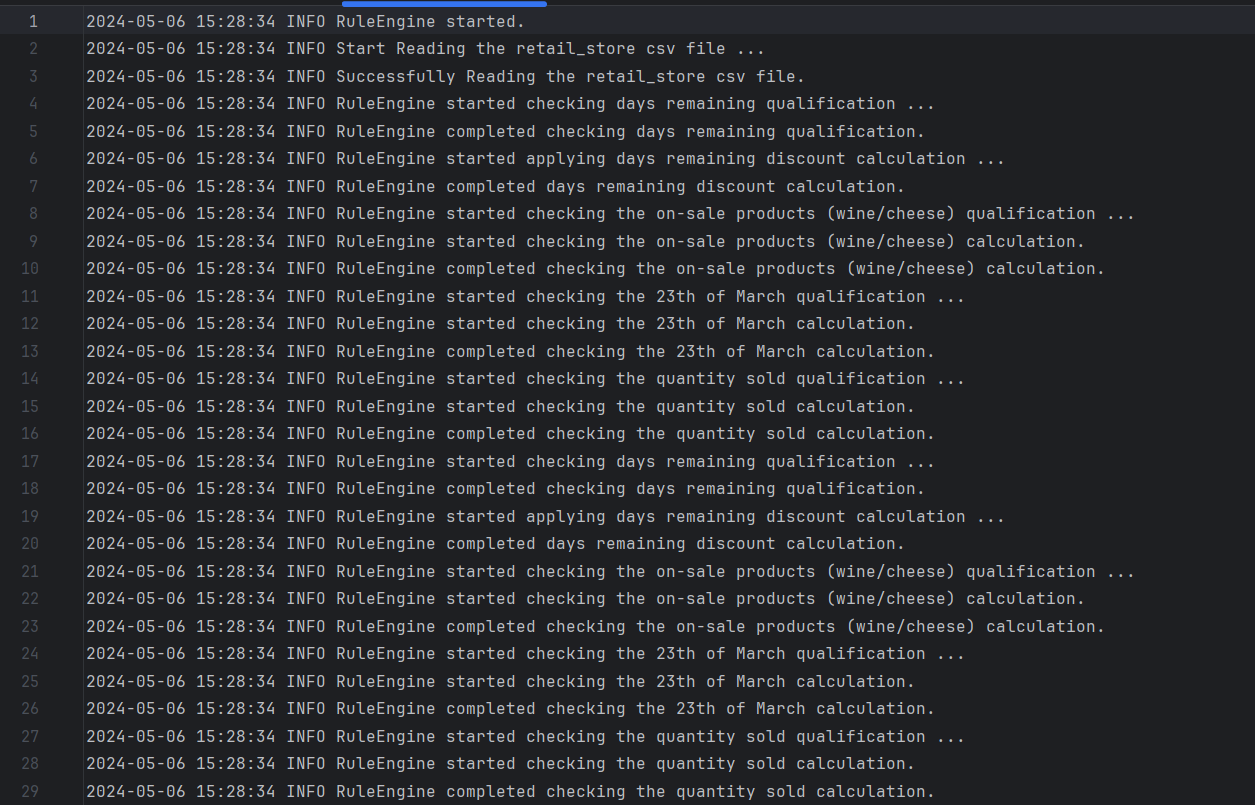 1 2024-05-06 15:28:34 INFO RuleEngine started.
2 2024-05-06 15:28:34 INFO Start Reading the retail_store csv file ...
3 2024-05-06 15:28:34 INFO Successfully Reading the retail_store csv file.
4 2024-05-06 15:28:34 INFO RuleEngine started checking days remaining qualification ...
5 2024-05-06 15:28:34 INFO RuleEngine completed checking days remaining qualification.
6 2024-05-06 15:28:34 INFO RuleEngine started applying days remaining discount calculation ...
7 2024-05-06 15:28:34 INFO RuleEngine completed days remaining discount calculation.
8 2024-05-06 15:28:34 INFO RuleEngine started checking the on-sale products (wine/cheese) qualification ...
9 2024-05-06 15:28:34 INFO RuleEngine started checking the on-sale products (wine/cheese) calculation.
10 2024-05-06 15:28:34 INFO RuleEngine completed checking the on-sale products (wine/cheese) calculation.
11 2024-05-06 15:28:34 INFO RuleEngine started checking the 23th of March qualification ...
12 2024-05-06 15:28:34 INFO RuleEngine started checking the 23th of March calculation.
13 2024-05-06 15:28:34 INFO RuleEngine completed checking the 23th of March calculation.
14 2024-05-06 15:28:34 INFO RuleEngine started checking the quantity sold qualification ...
15 2024-05-06 15:28:34 INFO RuleEngine started checking the quantity sold calculation.
16 2024-05-06 15:28:34 INFO RuleEngine completed checking the quantity sold calculation.
17 2024-05-06 15:28:34 INFO RuleEngine started checking days remaining qualification ...
18 2024-05-06 15:28:34 INFO RuleEngine completed checking days remaining qualification.
19 2024-05-06 15:28:34 INFO RuleEngine started applying days remaining discount calculation ...
20 2024-05-06 15:28:34 INFO RuleEngine completed days remaining discount calculation.
21 2024-05-06 15:28:34 INFO RuleEngine started checking the on-sale products (wine/cheese) qualification ...
22 2024-05-06 15:28:34 INFO RuleEngine started checking the on-sale products (wine/cheese) calculation.
23 2024-05-06 15:28:34 INFO RuleEngine completed checking the on-sale products (wine/cheese) calculation.
24 2024-05-06 15:28:34 INFO RuleEngine started checking the 23th of March qualification ...
25 2024-05-06 15:28:34 INFO RuleEngine started checking the 23th of March calculation.
26 2024-05-06 15:28:34 INFO RuleEngine completed checking the 23th of March calculation.
27 2024-05-06 15:28:34 INFO RuleEngine started checking the quantity sold qualification ...
28 2024-05-06 15:28:34 INFO RuleEngine started checking the quantity sold calculation.
29 2024-05-06 15:28:34 INFO RuleEngine completed checking the quantity sold calculation.